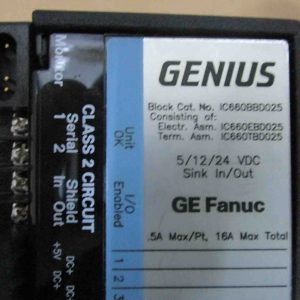 GENIUS
Block Cat. No. IC660BBD025
Consisting of:
Electr. Asm. IC660EBD025
Term. Asm. IC660TBD025
5/12/24 VDC
Sink In/Out
GE Fanuc
.5A Max/Pt, 16A Max Total
Unit
OK
I/O
Enabled
1
2
3
Monitor
CLASS 2 CIRCUIT
Serial Shield
1 2 In Out
+5V DC+ DC+